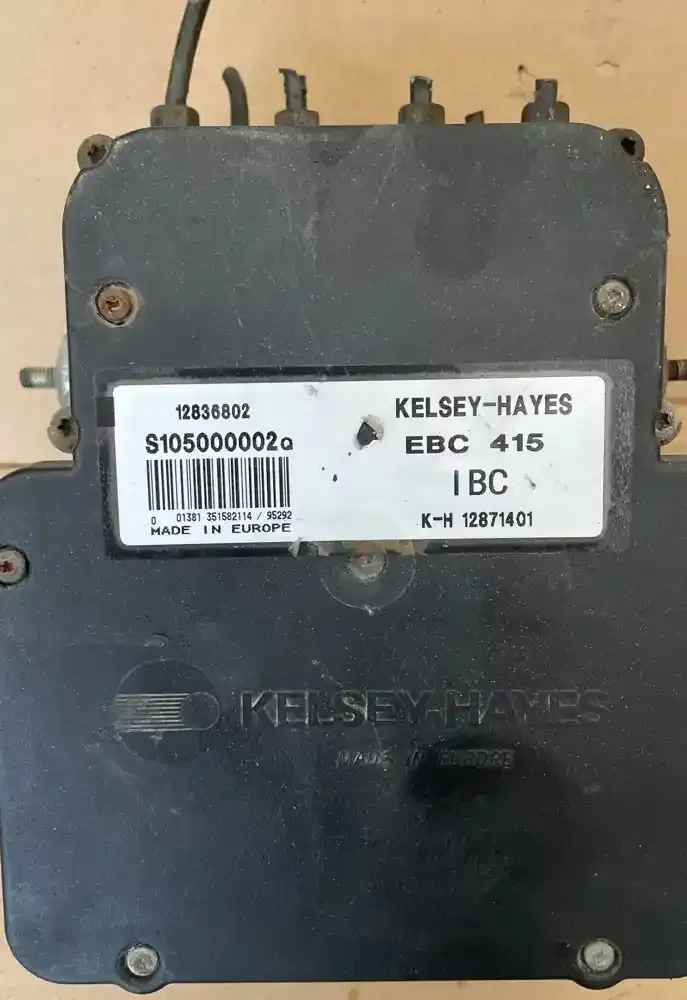 12836802
S105000002Q
0 01381 351582114 / 95292
MADE IN EUROPE
KELSEY-HAYES
EBC 415
IBC
K-H 12871401
KELSEY-HAYES
MADE IN EUROPE